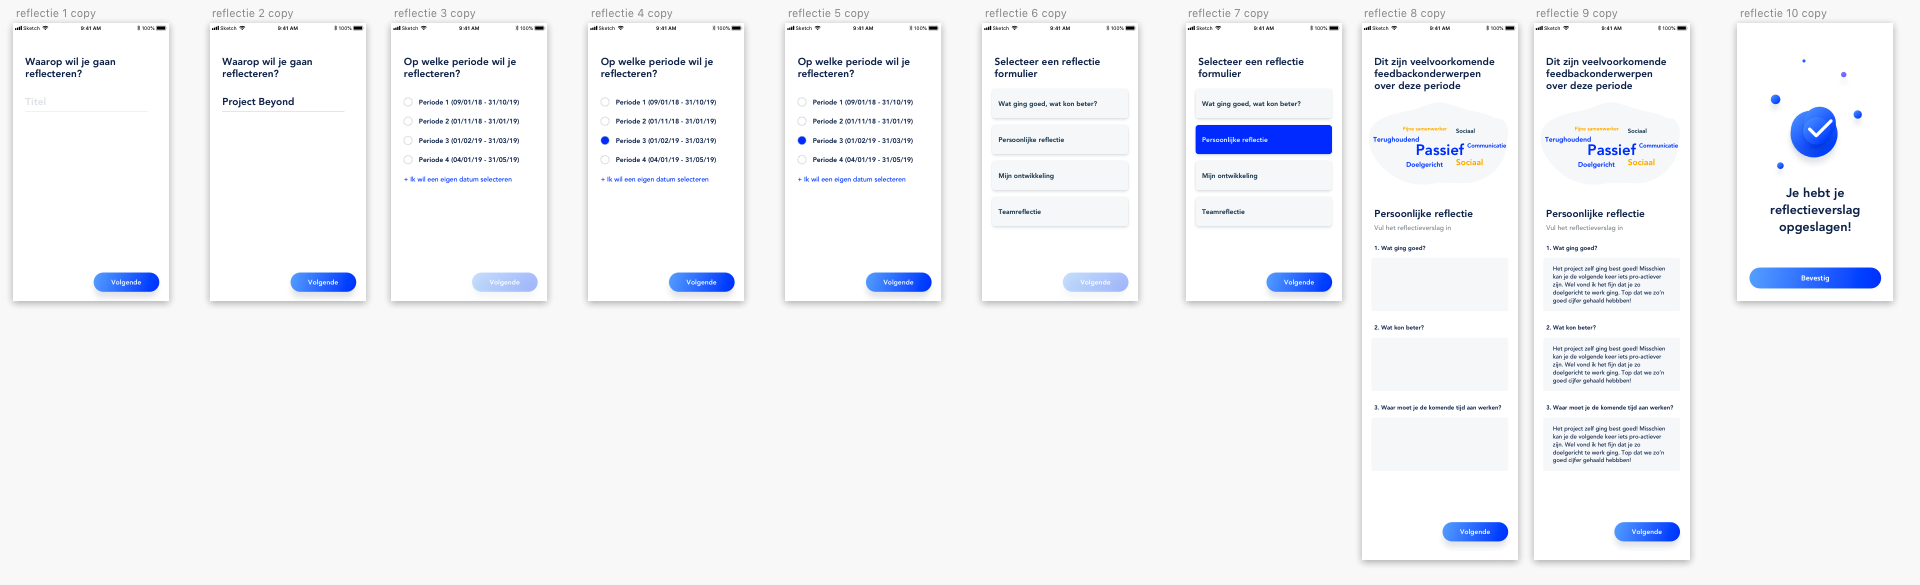 reflectie 1 copy
Sketch 9:41 AM 100%
Waarop wil je gaan
reflecteren?
Titel
Volgende
reflectie 2 copy
Sketch 9:41 AM 100%
Waarop wil je gaan
reflecteren?
Project Beyond
Volgende
reflectie 3 copy
Sketch 9:41 AM 100%
Op welke periode wil je
reflecteren?
Periode 1 (09/01/18 - 31/10/19)
Periode 2 (01/11/18 - 31/01/19)
Periode 3 (01/02/19 - 31/03/19)
Periode 4 (04/01/19 - 31/05/19)
+ Ik wil een eigen datum selecteren
Volgende
reflectie 4 copy
Sketch 9:41 AM 100%
Op welke periode wil je
reflecteren?
Periode 1 (09/01/18 - 31/10/19)
Periode 2 (01/11/18 - 31/01/19)
Periode 3 (01/02/19 - 31/03/19)
Periode 4 (04/01/19 - 31/05/19)
+ Ik wil een eigen datum selecteren
Volgende
reflectie 5 copy
Sketch 9:41 AM 100%
Op welke periode wil je
reflecteren?
Periode 1 (09/01/18 - 31/10/19)
Periode 2 (01/11/18 - 31/01/19)
Periode 3 (01/02/19 - 31/03/19)
Periode 4 (04/01/19 - 31/05/19)
+ Ik wil een eigen datum selecteren
Volgende
reflectie 6 copy
Sketch 9:41 AM 100%
Selecteer een reflectie
formulier
Wat ging goed, wat kon beter?
Persoonlijke reflectie
Mijn ontwikkeling
Teamreflectie
Volgende
reflectie 7 copy
Sketch 9:41 AM 100%
Selecteer een reflectie
formulier
Wat ging goed, wat kon beter?
Persoonlijke reflectie
Mijn ontwikkeling
Teamreflectie
Volgende
reflectie 8 copy
Sketch 9:41 AM 100%
Dit zijn veelvoorkomende
feedbackonderwerpen
over deze periode
Fijne samenwerker
Sociaal
Terughoudend
Passief
Communicatie
Doelgericht
Sociaal
Persoonlijke reflectie
Vul het reflectieverslag in
1. Wat ging goed?
2. Wat kon beter?
3. Waar moet je de komende tijd aan werken?
Volgende
reflectie 9 copy
Sketch 9:41 AM 100%
Dit zijn veelvoorkomende
feedbackonderwerpen
over deze periode
Fijne samenwerker
Sociaal
Terughoudend
Passief
Communicatie
Doelgericht
Sociaal
Persoonlijke reflectie
Vul het reflectieverslag in
1. Wat ging goed?
Het project zelf ging best goed! Misschien
kan je de volgende keer iets pro-actiever
zijn. Wel vond ik het fijn dat je zo
doelgericht te werk ging. Top dat we zo'n
goed cijfer gehaald hebbben!
2. Wat kon beter?
Het project zelf ging best goed! Misschien
kan je de volgende keer iets pro-actiever
zijn. Wel vond ik het fijn dat je zo
doelgericht te werk ging. Top dat we zo'n
goed cijfer gehaald hebbben!
3. Waar moet je de komende tijd aan werken?
Het project zelf ging best goed! Misschien
kan je de volgende keer iets pro-actiever
zijn. Wel vond ik het fijn dat je zo
doelgericht te werk ging. Top dat we zo'n
goed cijfer gehaald hebbben!
Volgende
reflectie 10 copy
Sketch 9:41 AM 100%
Je hebt je
reflectieverslag
opgeslagen!
Bevestig